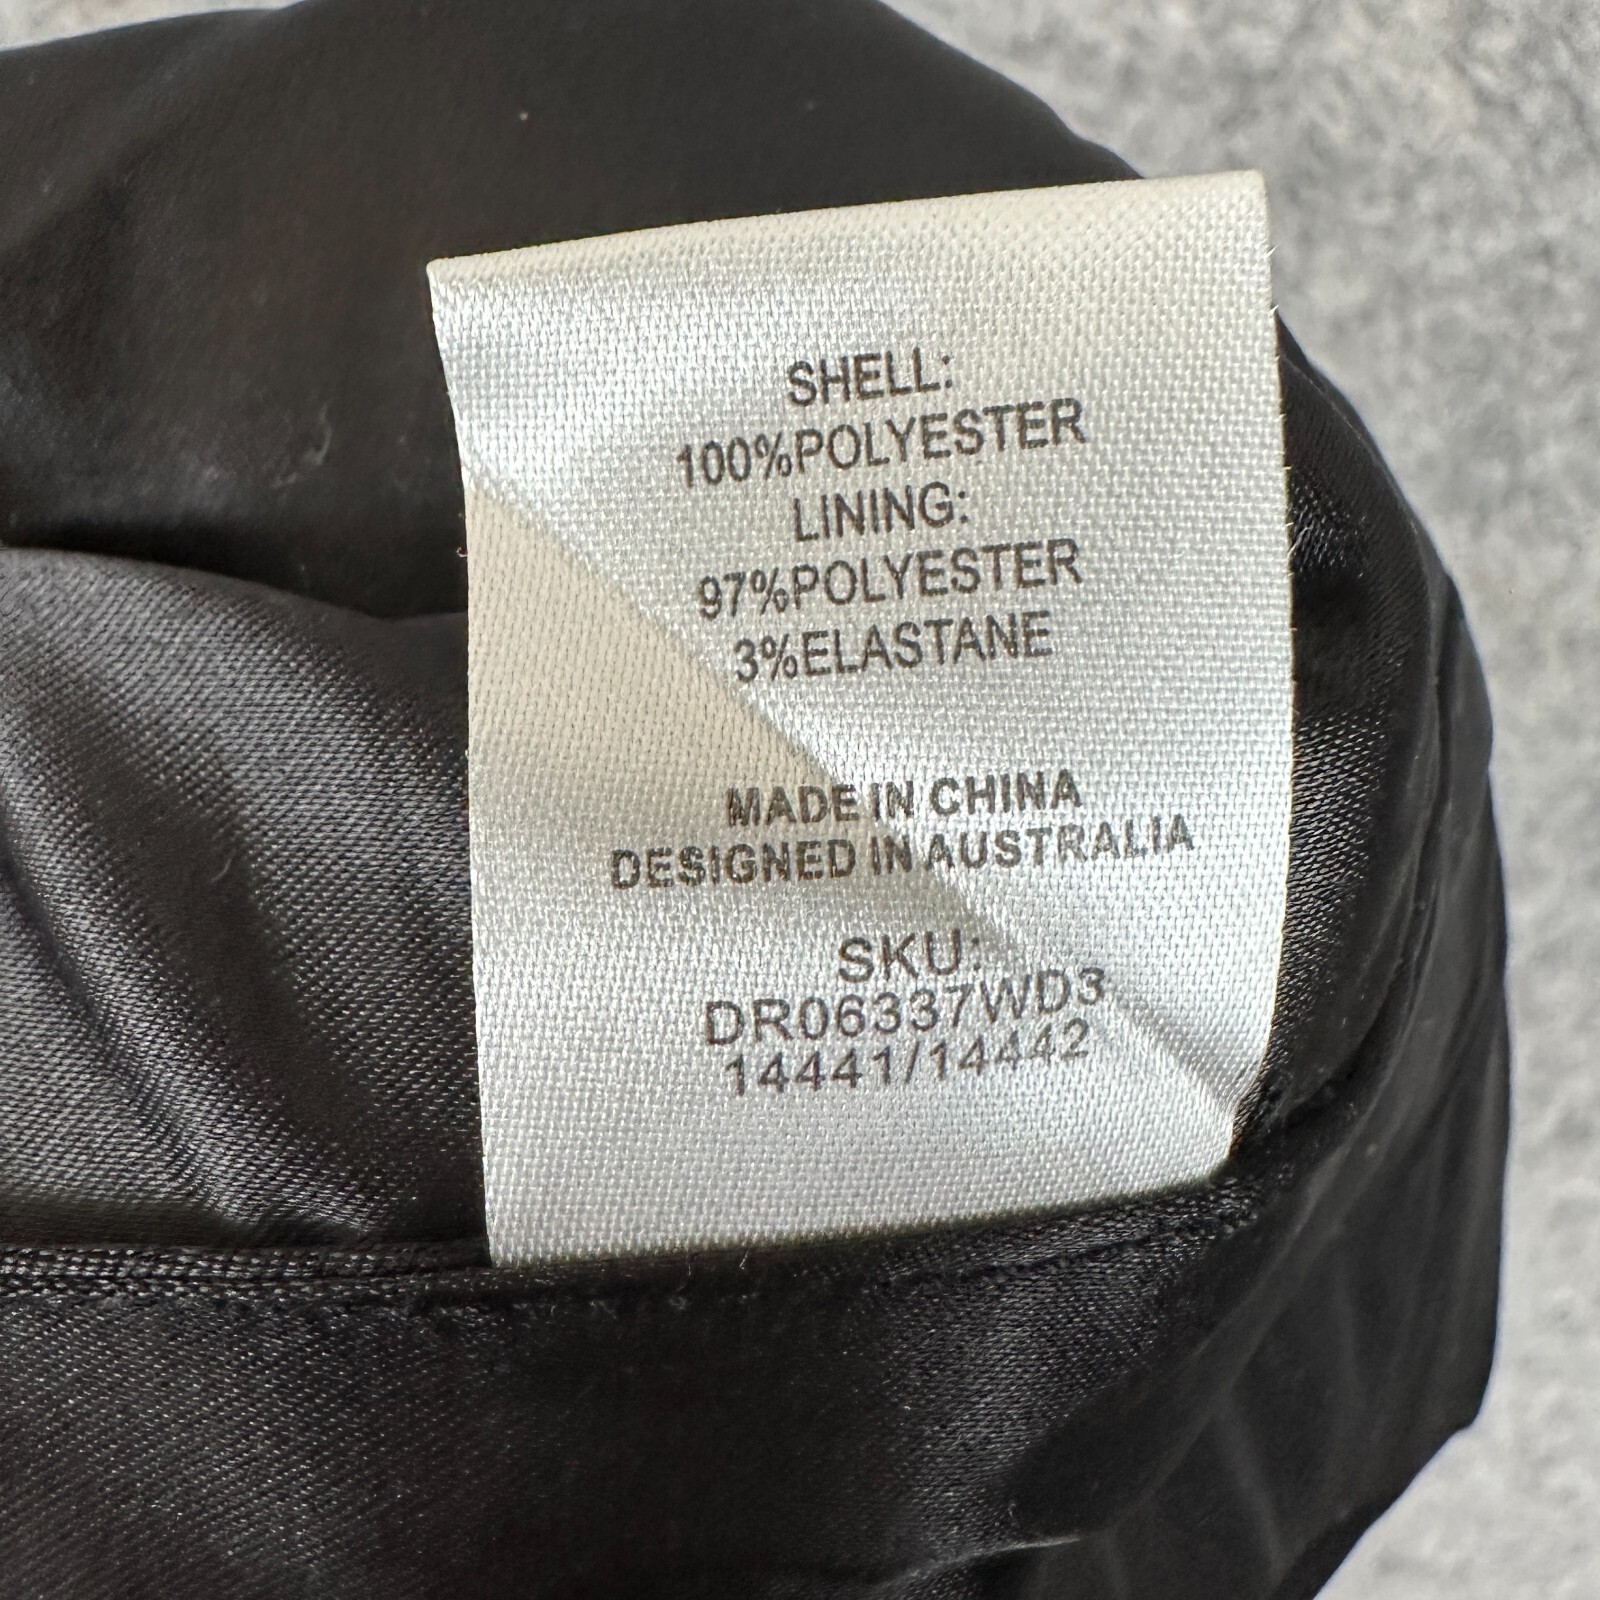 SHELL:
100%POLYESTER
LINING:
97%POLYESTER
3%ELASTANE
MADE IN CHINA
DESIGNED IN AUSTRALIA
SKU:
DR06337WD3
14441/14442